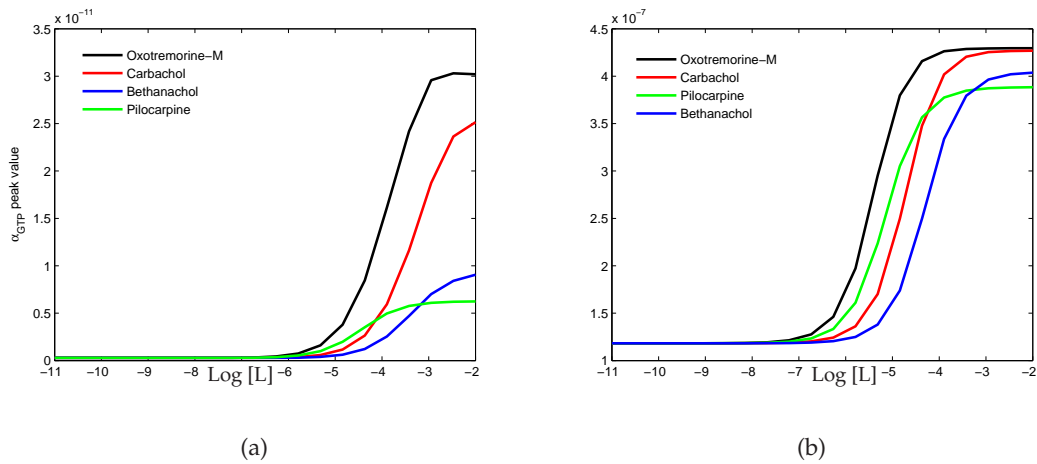 x 10⁻¹¹
3.5
3
2.5
2
1.5
1
0.5
0
α_GTP peak value
Oxotremorine−M
Carbachol
Bethanachol
Pilocarpine
−11 −10 −9 −8 −7 −6 −5 −4 −3 −2
Log [L]
(a)
x 10⁻⁷
4.5
4
3.5
3
2.5
2
1.5
1
Oxotremorine−M
Carbachol
Pilocarpine
Bethanachol
−11 −10 −9 −8 −7 −6 −5 −4 −3 −2
Log [L]
(b)